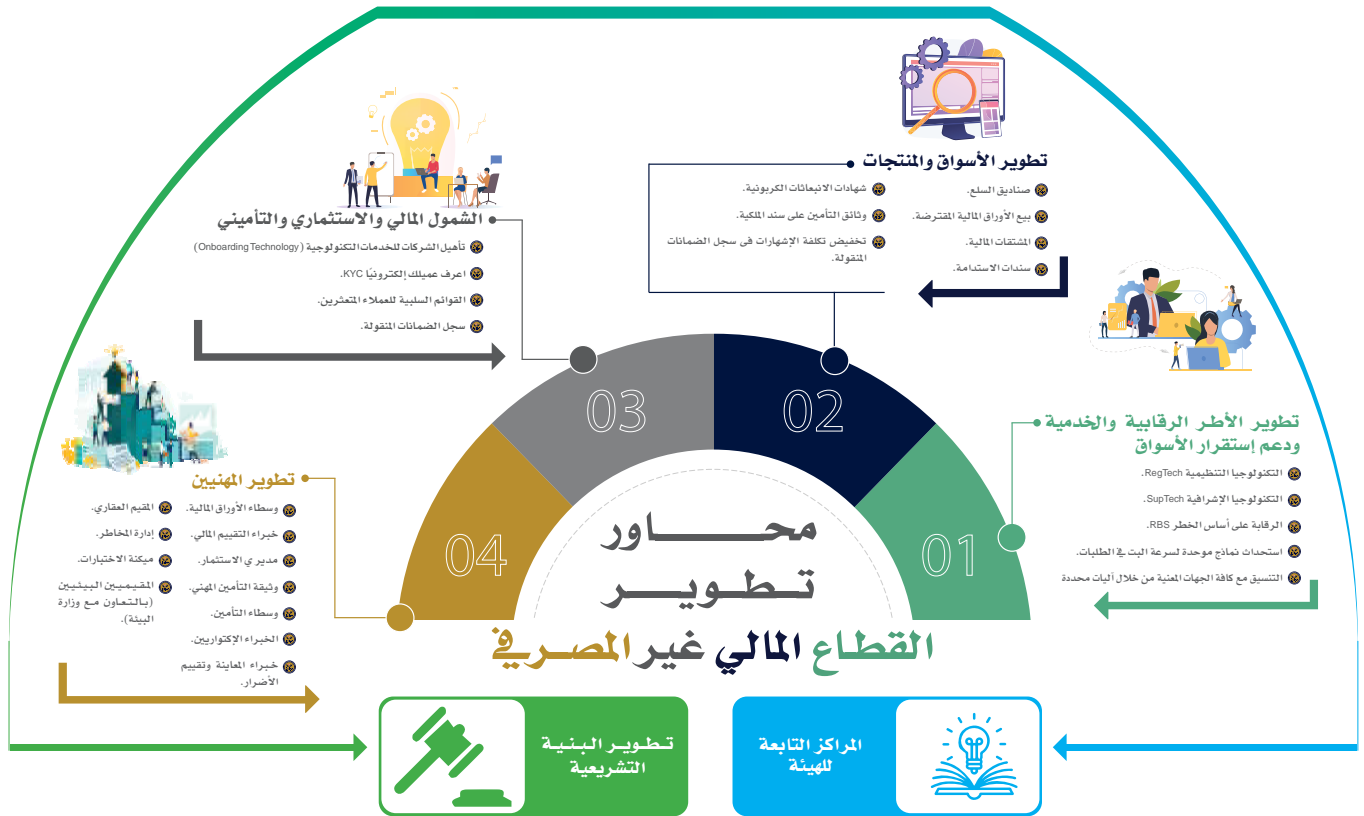 محاور
تطوير
القطاع المالي غير المصرفي
01
تطوير الأطر الرقابية والخدمية
ودعم إستقرار الأسواق
التكنولوجيا التنظيمية RegTech.
التكنولوجيا الإشرافية SupTech.
الرقابة على أساس الخطر RBS.
استحداث نماذج موحدة لسرعة البت في الطلبات.
التنسيق مع كافة الجهات المعنية من خلال آليات محددة
02
تطوير الأسواق والمنتجات
صناديق السلع.
بيع الأوراق المالية المقترضة.
المشتقات المالية.
سندات الاستدامة.
شهادات الانبعاثات الكربونية.
وثائق التأمين على سند الملكية.
تخفيض تكلفة الإشهارات فى سجل الضمانات
المنقولة.
03
الشمول المالي والاستثماري والتأميني
تأهيل الشركات للخدمات التكنولوجية (Onboarding Technology)
اعرف عميلك إلكترونيًا KYC.
القوائم السلبية للعملاء المتعثرين.
سجل الضمانات المنقولة.
04
تطوير المهنيين
وسطاء الأوراق المالية.
خبراء التقييم المالي.
مديري الاستثمار.
وثيقة التأمين المهني.
وسطاء التأمين.
الخبراء الإكتواريين.
خبراء المعاينة وتقييم
الأضرار.
المقيم العقاري.
إدارة المخاطر.
ميكنة الاختبارات.
المقيميين البيئيين
(بالتعاون مع وزارة
البيئة).
المراكز التابعة
للهيئة
تطوير البنية
التشريعية